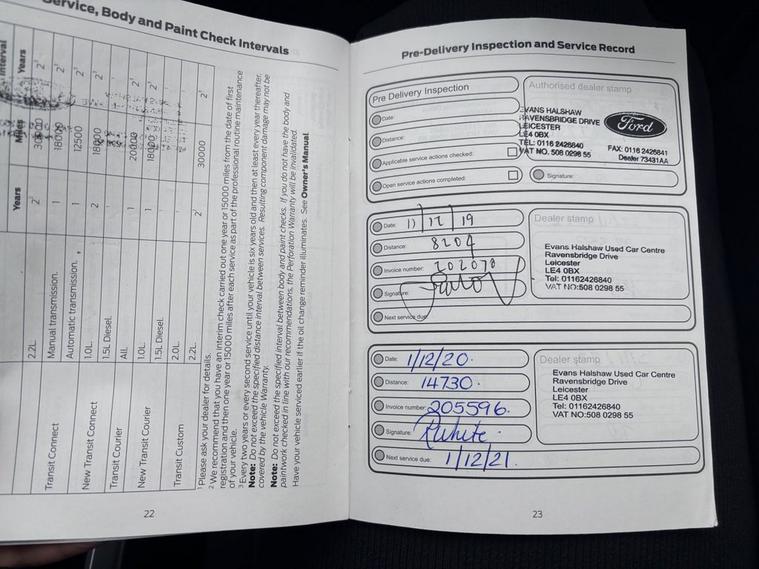 Service, Body and Paint Check Intervals
Interval
Years Miles Years
2.2L. 2 30000 2¹
Transit Connect Manual transmission. 1 18000 2¹
Automatic transmission. 1 12500 2¹
New Transit Connect 1.0L. 2 18000 2¹
1.5L Diesel.
Transit Courier All. 1 20000 2¹
New Transit Courier 1.0L. 1 18000 2¹
1.5L Diesel.
Transit Custom 2.0L.
2.2L. 2 30000 2¹
¹ Please ask your dealer for details.
² We recommend that you have an interim check carried out one year or 15000 miles from the date of first
registration and then one year or 15000 miles after each service as part of the professional routine maintenance
of your vehicle.
³ Every two years or every second service until your vehicle is six years old and then at least every year thereafter.
Note: Do not exceed the specified distance interval between services. Resulting component damage may not be
covered by the vehicle Warranty.
Note: Do not exceed the specified interval between body and paint checks. If you do not have the body and
paintwork checked in line with our recommendations, the Perforation Warranty will be invalidated.
Have your vehicle serviced earlier if the oil change reminder illuminates. See Owner's Manual.
22
Pre-Delivery Inspection and Service Record
Pre Delivery Inspection
Date:
Distance:
Applicable service actions checked:
Open service actions completed:
Authorised dealer stamp
EVANS HALSHAW
RAVENSBRIDGE DRIVE
LEICESTER
LE4 0BX
TEL: 0116 2426840
VAT NO. 508 0298 55
Ford
FAX: 0116 2426841
Dealer 73431AA
Signature:
Date: 11/12/19
Distance: 8204
Invoice number: 202070
Signature:
Next service due:
Dealer stamp
Evans Halshaw Used Car Centre
Ravensbridge Drive
Leicester
LE4 0BX
Tel: 01162426840
VAT NO:508 0298 55
Date: 1/12/20.
Distance: 14730.
Invoice number: 205596.
Signature: RWhite.
Next service due: 1/12/21.
Dealer stamp
Evans Halshaw Used Car Centre
Ravensbridge Drive
Leicester
LE4 0BX
Tel: 01162426840
VAT NO:508 0298 55
23